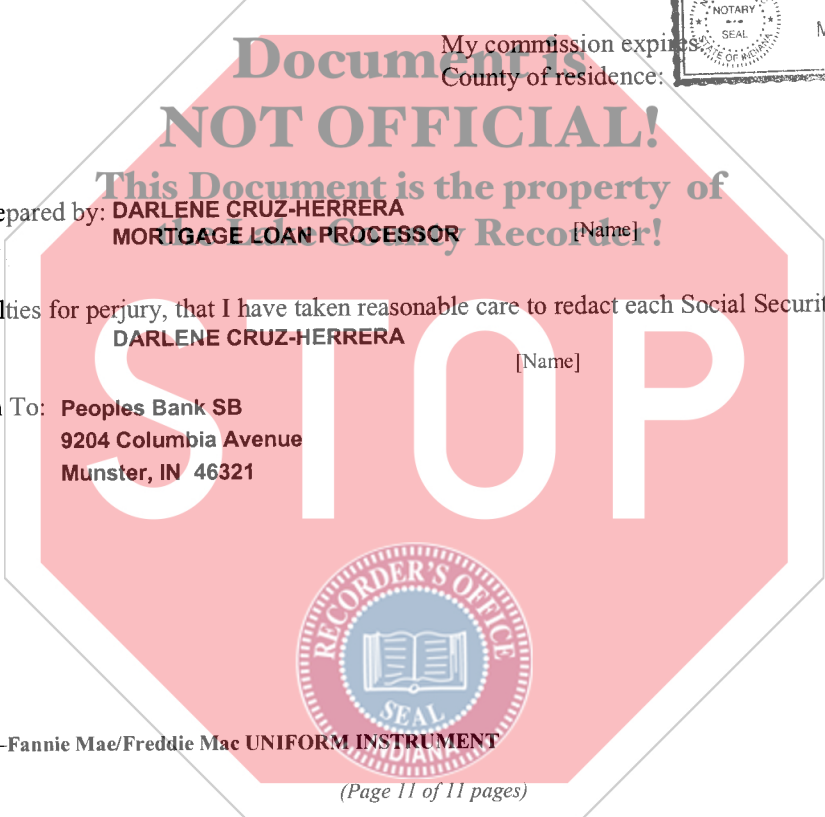 NOTARY
SEAL
STATE OF INDIANA
My commission expires:
County of residence:
Document is
NOT OFFICIAL!
This Document is the property of
the Lake County Recorder!
epared by: DARLENE CRUZ-HERRERA
MORTGAGE LOAN PROCESSOR [Name]
lties for perjury, that I have taken reasonable care to redact each Social Securit
DARLENE CRUZ-HERRERA
[Name]
To: Peoples Bank SB
9204 Columbia Avenue
Munster, IN 46321
STOP
RECORDER'S OFFICE
SEAL
INDIANA
-Fannie Mae/Freddie Mac UNIFORM INSTRUMENT
(Page 11 of 11 pages)